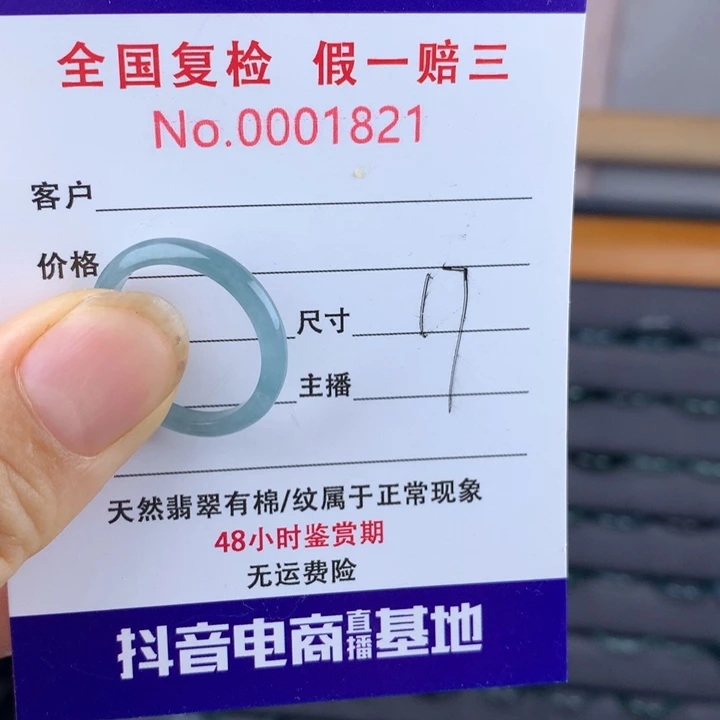 全国复检 假一赔三
No.0001821
客户
价格
尺寸 17
主播
天然翡翠有棉/纹属于正常现象
48小时鉴赏期
无运费险
抖音电商直播基地